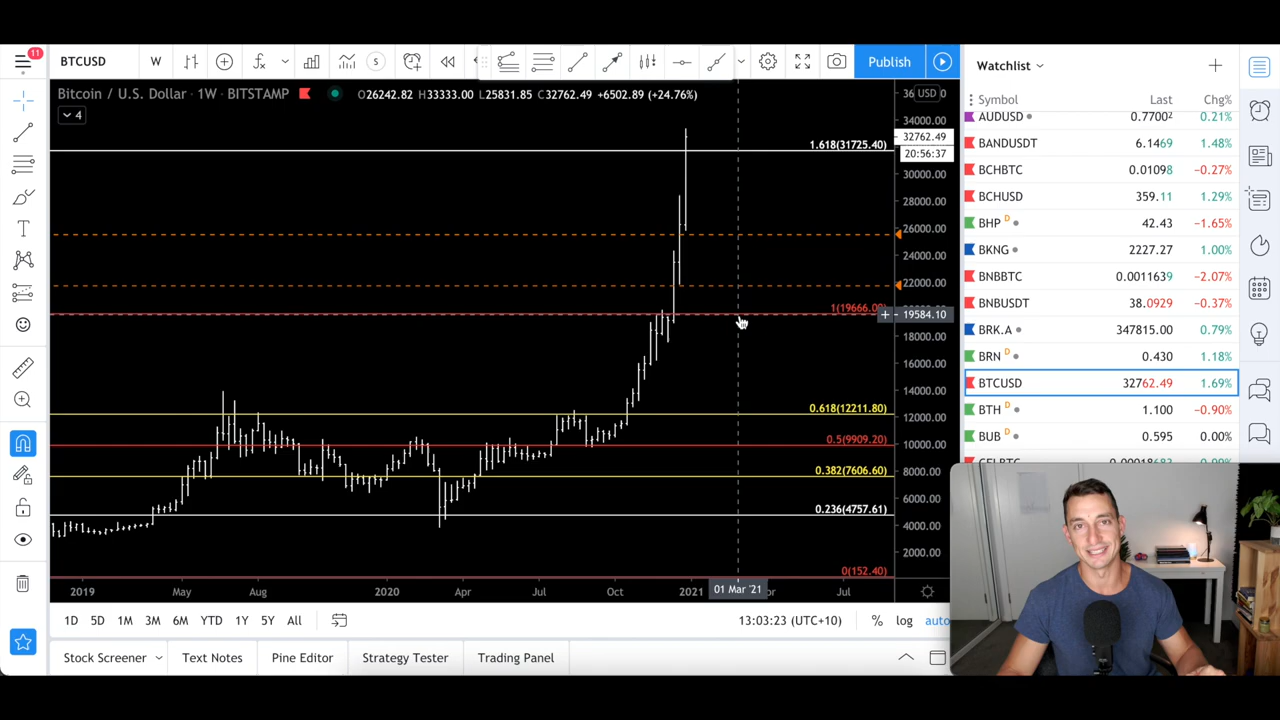 11
BTCUSD W Publish
Bitcoin / U.S. Dollar · 1W · BITSTAMP O26242.82 H33333.00 L25831.85 C32762.49 +6502.89 (+24.76%)
4
USD
34000.00
32762.49
20:56:37
30000.00
28000.00
26000.00
24000.00
22000.00
19584.10
18000.00
16000.00
14000.00
12000.00
10000.00
8000.00
6000.00
4000.00
2000.00
1.618(31725.40)
0.618(12211.80)
0.5(9909.20)
0.382(7606.60)
0.236(4757.61)
0(152.40)
2019 May Aug 2020 Apr Jul Oct 2021 01 Mar '21 Jul
1D 5D 1M 3M 6M YTD 1Y 5Y All 13:03:23 (UTC+10) % log auto
Stock Screener Text Notes Pine Editor Strategy Tester Trading Panel
Watchlist
Symbol Last Chg%
AUDUSD 0.77002 0.21%
BANDUSDT 6.1469 1.48%
BCHBTC 0.01098 −0.27%
BCHUSD 359.11 1.29%
BHP D 42.43 −1.65%
BKNG 2227.27 1.00%
BNBBTC 0.0011639 −2.07%
BNBUSDT 38.0929 −0.37%
BRK.A 347815.00 0.79%
BRN D 0.430 1.18%
BTCUSD 32762.49 1.69%
BTH D 1.100 −0.90%
BUB 0.595 0.00%